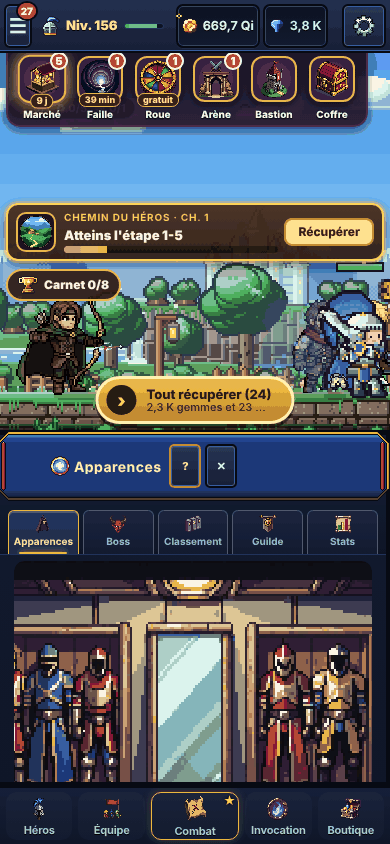 27
Niv. 156
669,7 Qi
3,8 K
5
1
1
1
9 j
39 min
gratuit
Marché
Faille
Roue
Arène
Bastion
Coffre
CHEMIN DU HÉROS · CH. 1
Atteins l'étape 1-5
Récupérer
Carnet 0/8
Tout récupérer (24)
2,3 K gemmes et 23 ...
Apparences
?
×
Apparences
Boss
Classement
Guilde
Stats
Héros
Équipe
Combat
Invocation
Boutique